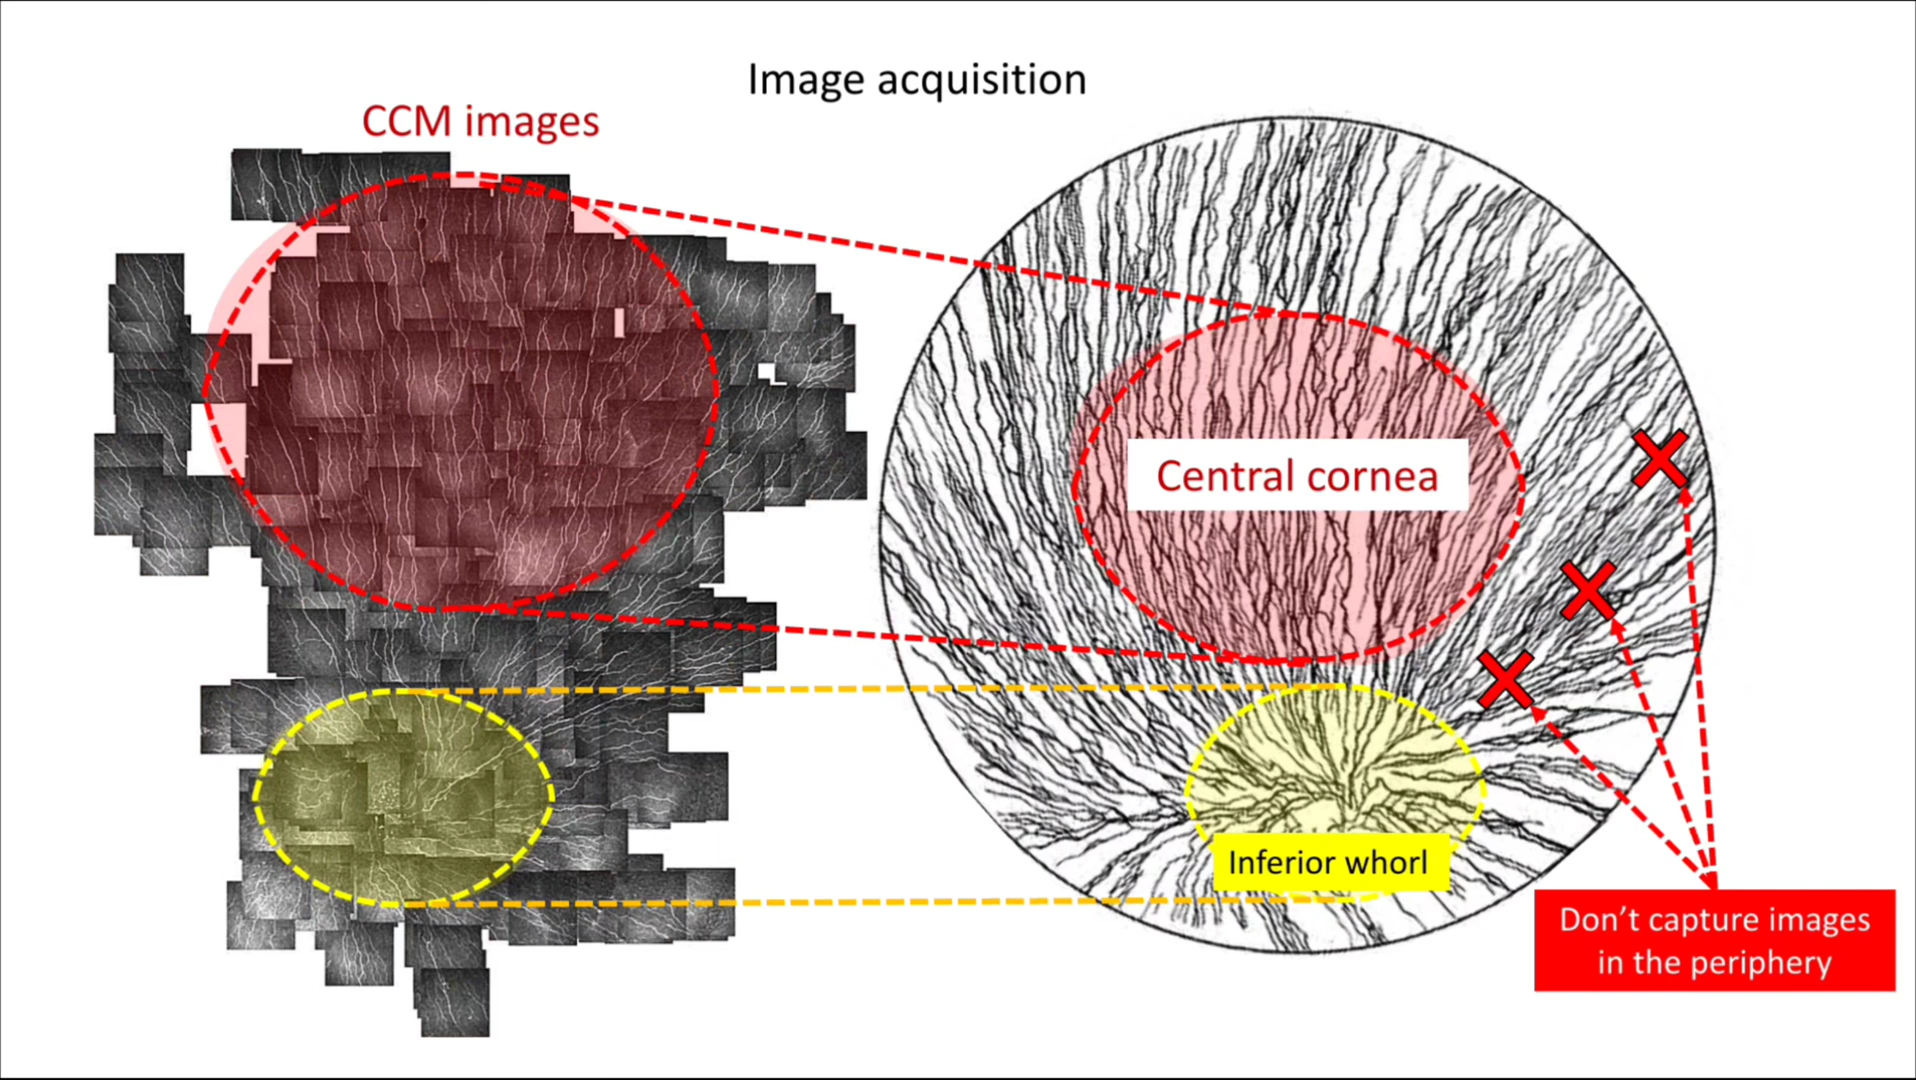 Image acquisition
CCM images
Central cornea
Inferior whorl
Don’t capture images
in the periphery